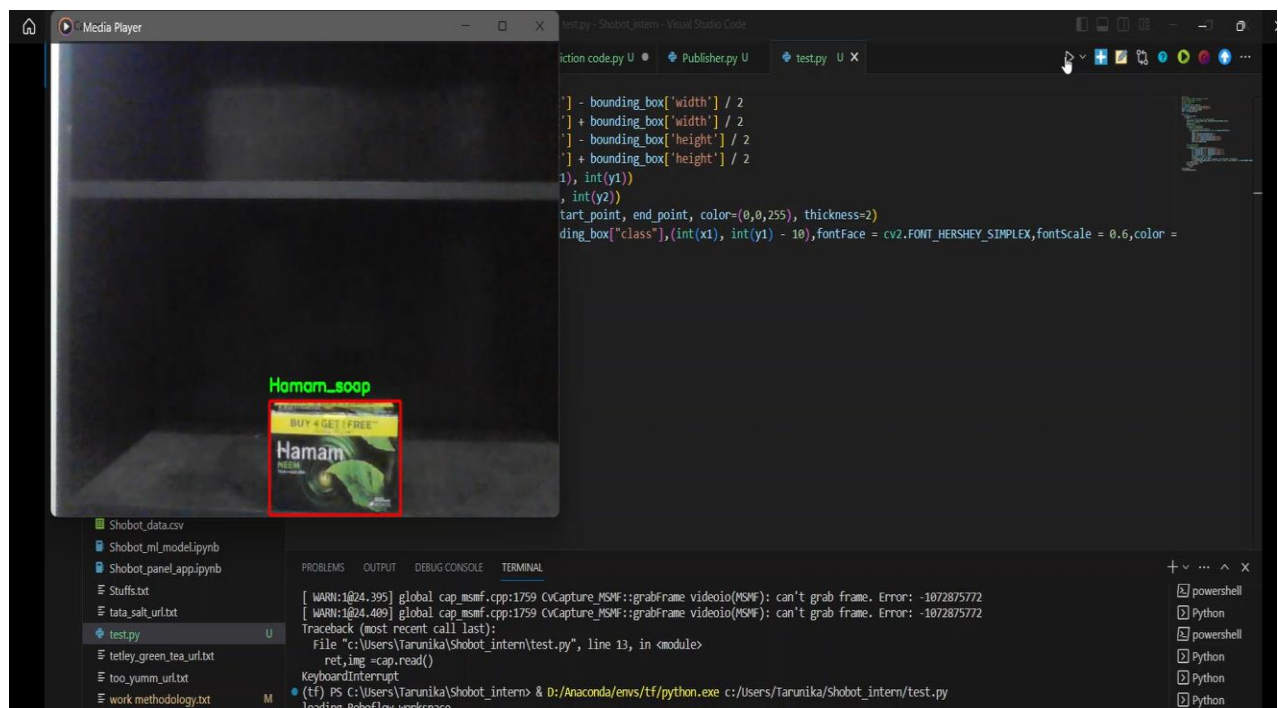 Media Player
test.py - Shobot_intern - Visual Studio Code
iction code.py U
Publisher.py U
test.py U X
'] - bounding_box['width'] / 2
'] + bounding_box['width'] / 2
'] - bounding_box['height'] / 2
'] + bounding_box['height'] / 2
1), int(y1))
, int(y2))
tart_point, end_point, color=(0,0,255), thickness=2)
ding_box["class"],(int(x1), int(y1) - 10),fontFace = cv2.FONT_HERSHEY_SIMPLEX,fontScale = 0.6,color =
Hamam_soap
BUY 4 GET 1 FREE
Hamam
NEEM
Shobot_data.csv
Shobot_ml_model.ipynb
Shobot_panel_app.ipynb
Stuffs.txt
tata_salt_url.txt
test.py U
tetley_green_tea_url.txt
too_yumm_url.txt
work methodology.txt M
PROBLEMS OUTPUT DEBUG CONSOLE TERMINAL
[ WARN:1@24.395] global cap_msmf.cpp:1759 CvCapture_MSMF::grabFrame videoio(MSMF): can't grab frame. Error: -1072875772
[ WARN:1@24.409] global cap_msmf.cpp:1759 CvCapture_MSMF::grabFrame videoio(MSMF): can't grab frame. Error: -1072875772
Traceback (most recent call last):
File "c:\Users\Tarunika\Shobot_intern\test.py", line 13, in <module>
ret,img =cap.read()
KeyboardInterrupt
(tf) PS C:\Users\Tarunika\Shobot_intern> & D:/Anaconda/envs/tf/python.exe c:/Users/Tarunika/Shobot_intern/test.py
loading Roboflow workspace
powershell
Python
powershell
Python
Python
Python